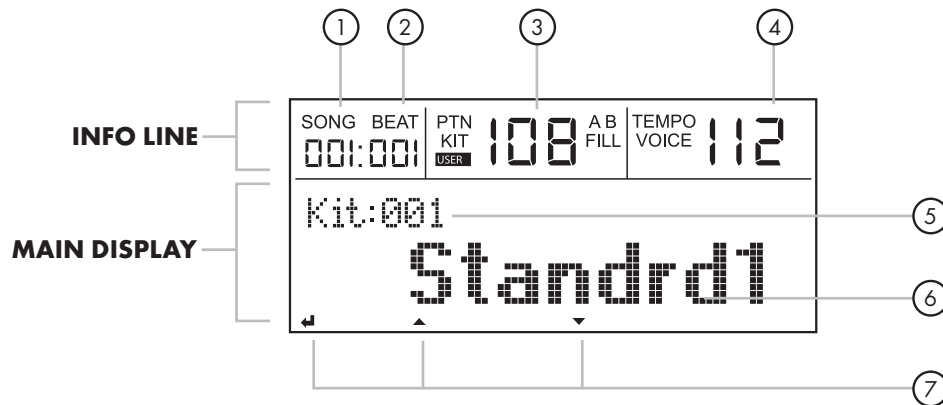 1 2 3 4
INFO LINE
SONG BEAT PTN KIT USER 108 A B FILL TEMPO VOICE 112
001:001
MAIN DISPLAY
Kit:001 5
Standrd1 6
7